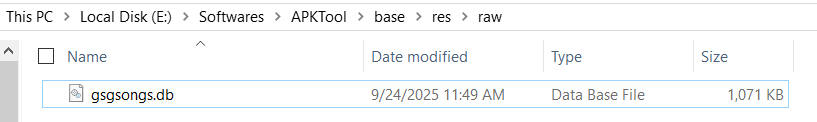 This PC > Local Disk (E:) > Softwares > APKTool > base > res > raw
Name Date modified Type Size
gsgsongs.db 9/24/2025 11:49 AM Data Base File 1,071 KB